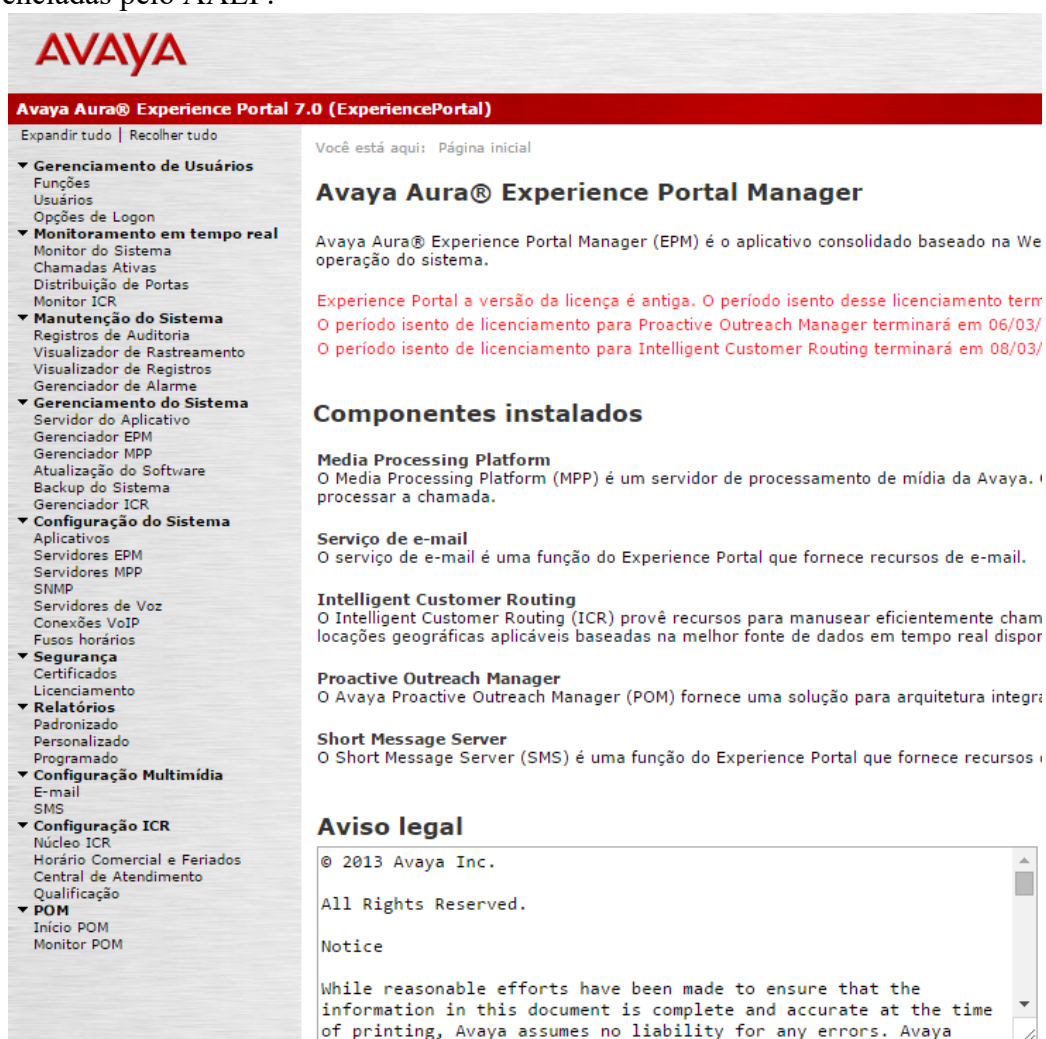 AVAYA
Avaya Aura® Experience Portal 7.0 (ExperiencePortal)
Expandir tudo | Recolher tudo
Gerenciamento de Usuários
Funções
Usuários
Opções de Logon
Monitoramento em tempo real
Monitor do Sistema
Chamadas Ativas
Distribuição de Portas
Monitor ICR
Manutenção do Sistema
Registros de Auditoria
Visualizador de Rastreamento
Visualizador de Registros
Gerenciador de Alarme
Gerenciamento do Sistema
Servidor do Aplicativo
Gerenciador EPM
Gerenciador MPP
Atualização do Software
Backup do Sistema
Gerenciador ICR
Configuração do Sistema
Aplicativos
Servidores EPM
Servidores MPP
SNMP
Servidores de Voz
Conexões VoIP
Fusos horários
Segurança
Certificados
Licenciamento
Relatórios
Padronizado
Personalizado
Programado
Configuração Multimídia
E-mail
SMS
Configuração ICR
Núcleo ICR
Horário Comercial e Feriados
Central de Atendimento
Qualificação
POM
Início POM
Monitor POM
Você está aqui: Página inicial
Avaya Aura® Experience Portal Manager
Avaya Aura® Experience Portal Manager (EPM) é o aplicativo consolidado baseado na We
operação do sistema.
Experience Portal a versão da licença é antiga. O período isento desse licenciamento term
O período isento de licenciamento para Proactive Outreach Manager terminará em 06/03/
O período isento de licenciamento para Intelligent Customer Routing terminará em 08/03/
Componentes instalados
Media Processing Platform
O Media Processing Platform (MPP) é um servidor de processamento de mídia da Avaya.
processar a chamada.
Serviço de e-mail
O serviço de e-mail é uma função do Experience Portal que fornece recursos de e-mail.
Intelligent Customer Routing
O Intelligent Customer Routing (ICR) provê recursos para manusear eficientemente cham
locações geográficas aplicáveis baseadas na melhor fonte de dados em tempo real dispor
Proactive Outreach Manager
O Avaya Proactive Outreach Manager (POM) fornece uma solução para arquitetura integra
Short Message Server
O Short Message Server (SMS) é uma função do Experience Portal que fornece recursos
Aviso legal
© 2013 Avaya Inc.
All Rights Reserved.
Notice
While reasonable efforts have been made to ensure that the
information in this document is complete and accurate at the time
of printing, Avaya assumes no liability for any errors. Avaya